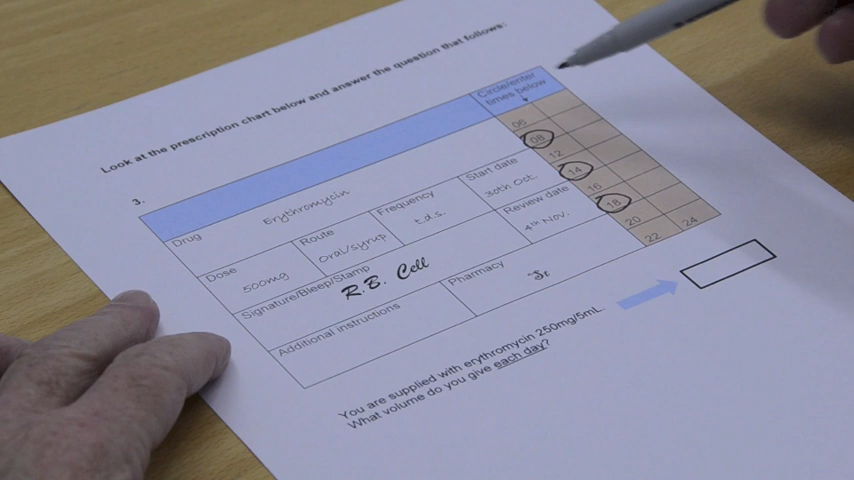 Look at the prescription chart below and answer the question that follows:
3.
Circle/enter
times below
Drug
Erythromycin
06
08
12
14
16
18
20
22
24
Dose
500mg
Route
Oral/syrup
Frequency
t.d.s.
Start date
30th Oct.
Signature/Bleep/Stamp
R.B. Cell
Review date
4th Nov.
Additional instructions
Pharmacy
You are supplied with erythromycin 250mg/5mL.
What volume do you give each day?